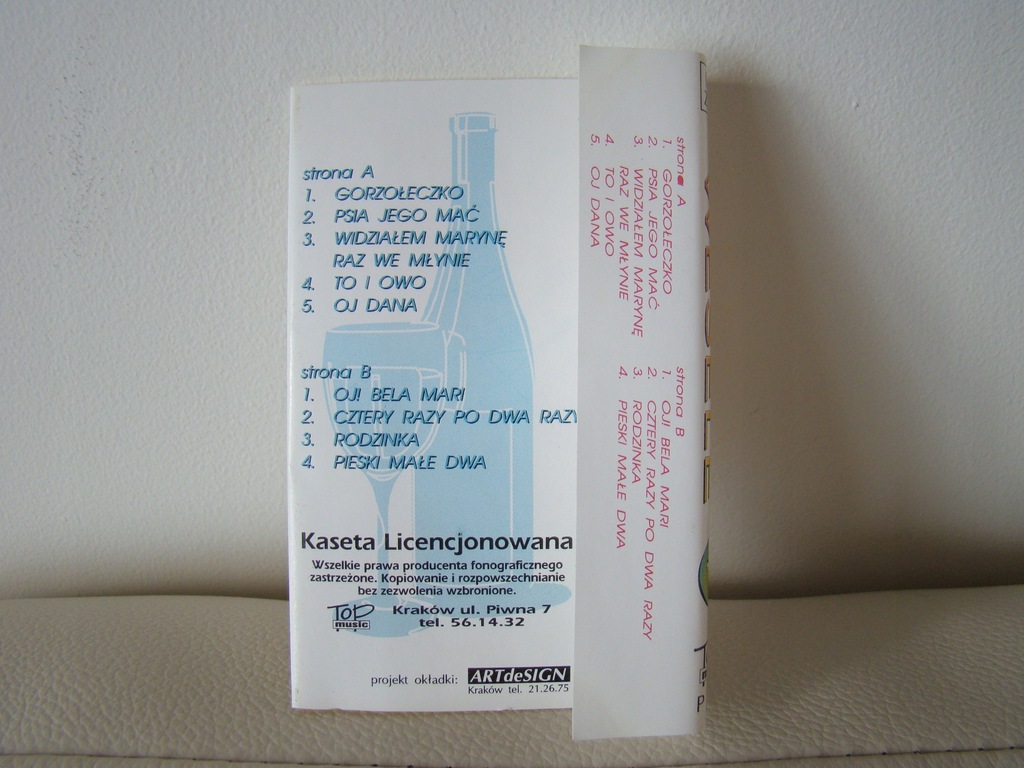 strona A
1. GORZOŁECZKO
2. PSIA JEGO MAĆ
3. WIDZIAŁEM MARYNĘ
RAZ WE MŁYNIE
4. TO I OWO
5. OJ DANA
strona B
1. OJ! BELA MARI
2. CZTERY RAZY PO DWA RAZY
3. RODZINKA
4. PIESKI MAŁE DWA
Kaseta Licencjonowana
Wszelkie prawa producenta fonograficznego
zastrzeżone. Kopiowanie i rozpowszechnianie
bez zezwolenia wzbronione.
TOP
music
Kraków ul. Piwna 7
tel. 56.14.32
projekt okładki: ARTdeSIGN
Kraków tel. 21.26.75
strona A
1. GORZOŁECZKO
2. PSIA JEGO MAĆ
3. WIDZIAŁEM MARYNĘ
RAZ WE MŁYNIE
4. TO I OWO
5. OJ DANA
strona B
1. OJ! BELA MARI
2. CZTERY RAZY PO DWA RAZY
3. RODZINKA
4. PIESKI MAŁE DWA